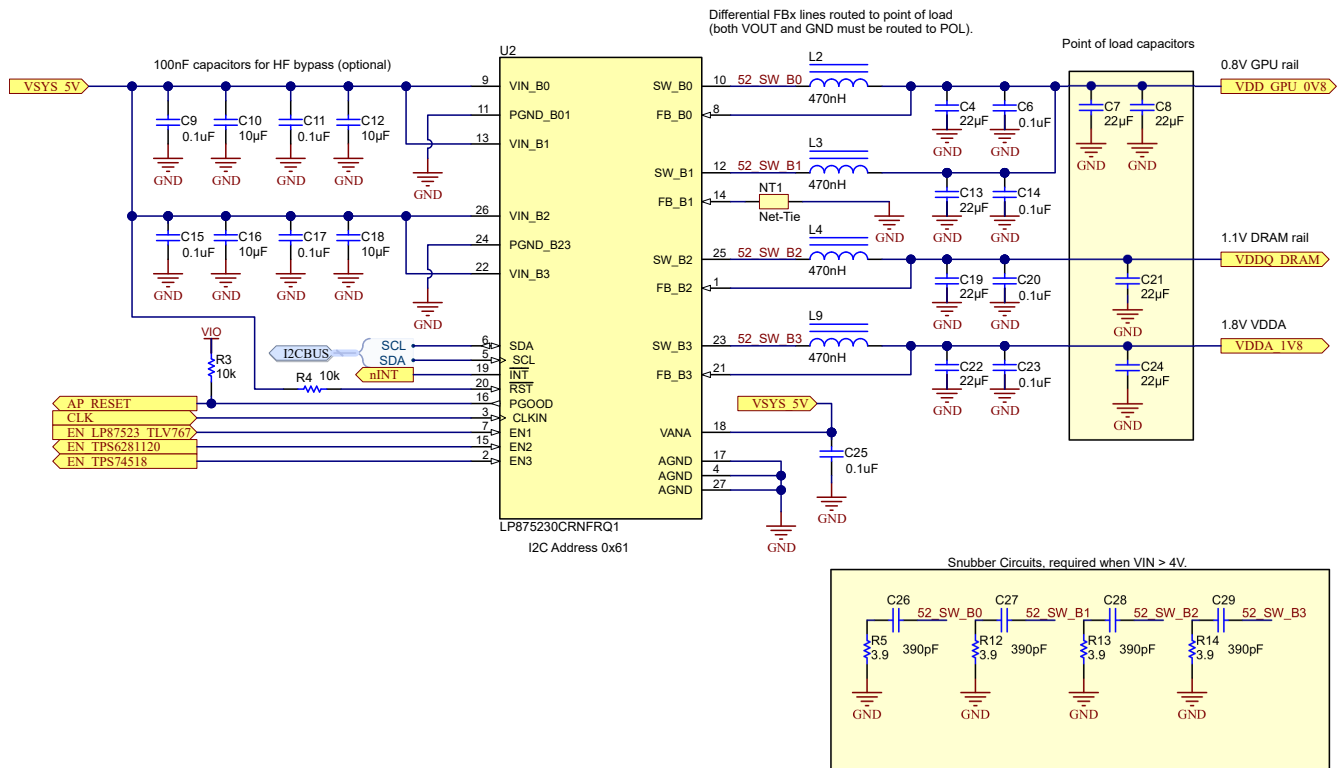 Differential FBx lines routed to point of load
(both VOUT and GND must be routed to POL).
Point of load capacitors
100nF capacitors for HF bypass (optional)
U2
VSYS_5V
9 VIN_B0
11 PGND_B01
13 VIN_B1
26 VIN_B2
24 PGND_B23
22 VIN_B3
6 SDA
5 SCL
19 INT
20 RST
16 PGOOD
3 CLKIN
7 EN1
15 EN2
2 EN3
SW_B0 10 52_SW_B0
FB_B0 8
SW_B1 12 52_SW_B1
FB_B1 14
SW_B2 25 52_SW_B2
FB_B2 1
SW_B3 23 52_SW_B3
FB_B3 21
VANA 18
AGND 17
AGND 4
AGND 27
LP875230CRNFRQ1
I2C Address 0x61
C9
0.1uF
GND
C10
10µF
GND
C11
0.1uF
GND
C12
10µF
GND
GND
C15
0.1uF
GND
C16
10µF
GND
C17
0.1uF
GND
C18
10µF
GND
GND
VIO
R3
10k
I2CBUS
SCL
SDA
nINT
R4 10k
AP_RESET
CLK
EN_LP87523_TLV767
EN_TPS6281120
EN_TPS74518
L2
470nH
C4
22µF
GND
C6
0.1uF
GND
C7
22µF
GND
C8
22µF
GND
0.8V GPU rail
VDD_GPU_0V8
L3
470nH
C13
22µF
GND
C14
0.1uF
GND
NT1
Net-Tie
GND
L4
470nH
C19
22µF
GND
C20
0.1uF
GND
C21
22µF
GND
1.1V DRAM rail
VDDQ_DRAM
L9
470nH
C22
22µF
GND
C23
0.1uF
GND
C24
22µF
GND
1.8V VDDA
VDDA_1V8
VSYS_5V
C25
0.1uF
GND
GND
Snubber Circuits, required when VIN > 4V.
C26
52_SW_B0
R5
3.9
390pF
GND
C27
52_SW_B1
R12
3.9
390pF
GND
C28
52_SW_B2
R13
3.9
390pF
GND
C29
52_SW_B3
R14
3.9
390pF
GND